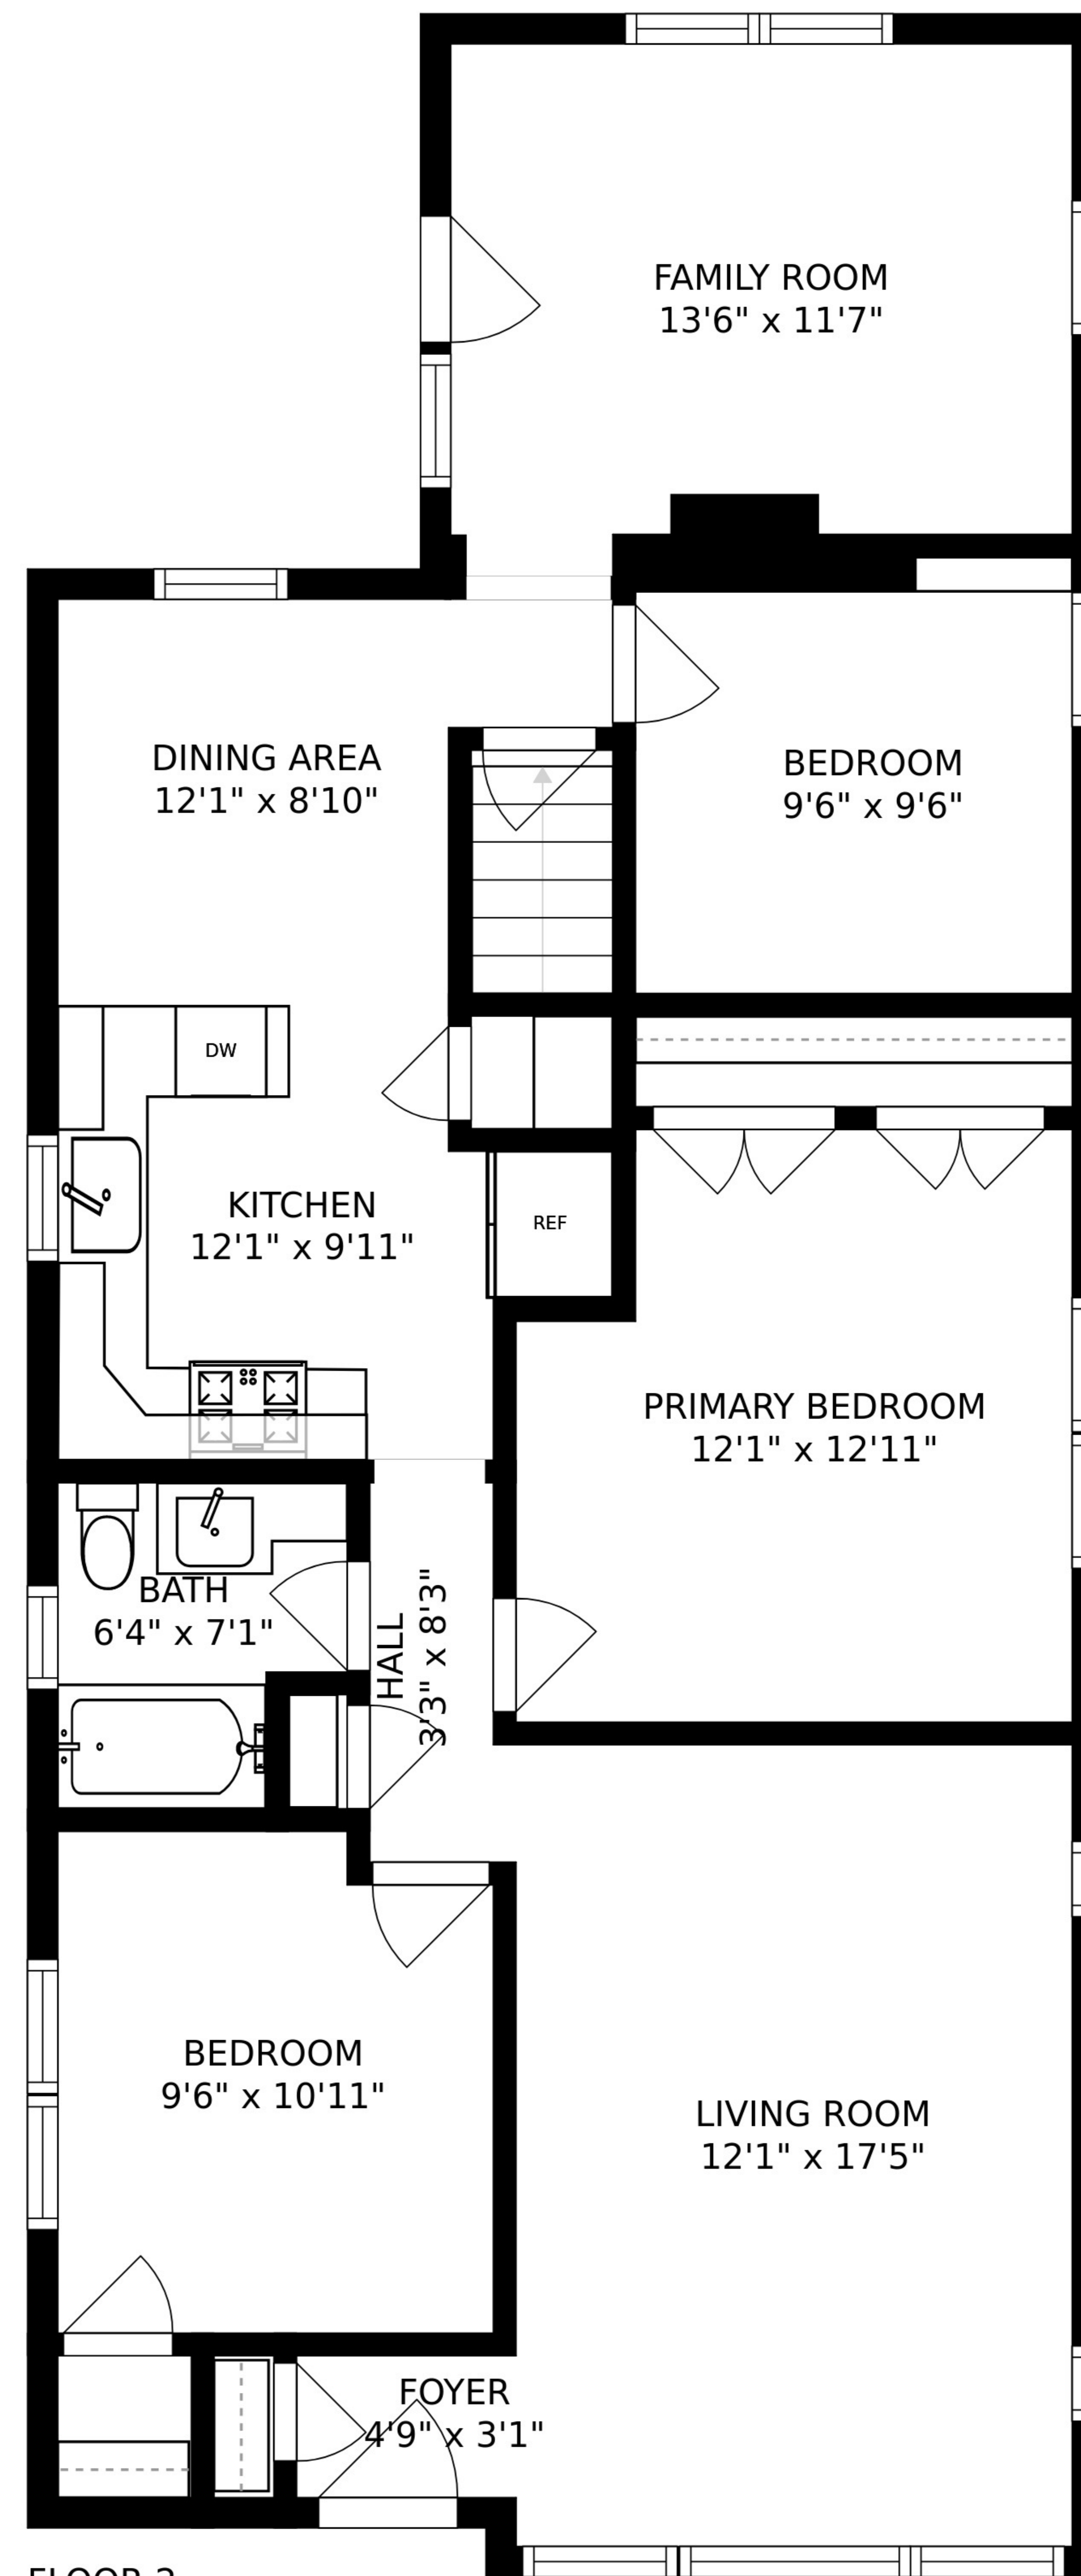 FAMILY ROOM
13'6" x 11'7"
DINING AREA
12'1" x 8'10"
BEDROOM
9'6" x 9'6"
DW
KITCHEN
12'1" x 9'11"
REF
PRIMARY BEDROOM
12'1" x 12'11"
BATH
6'4" x 7'1"
HALL
3'3" x 8'3"
BEDROOM
9'6" x 10'11"
LIVING ROOM
12'1" x 17'5"
FOYER
4'9" x 3'1"
FLOOR 2